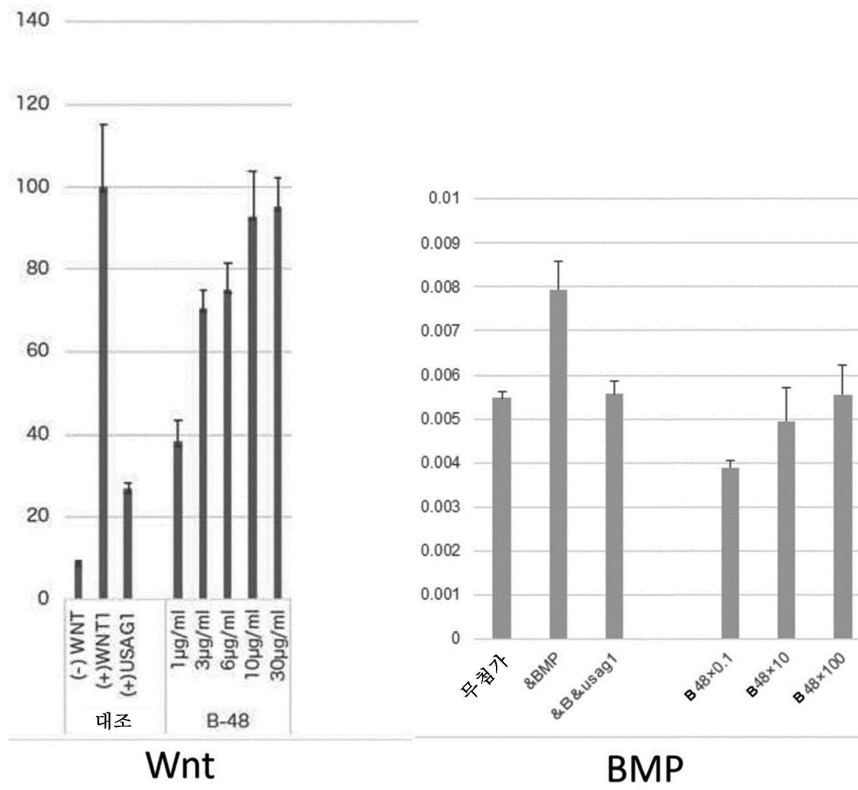 140
120
100
80
60
40
20
0
(-) WNT
(+)WNT1
(+)USAG1
1μg/ml
3μg/ml
6μg/ml
10μg/ml
30μg/ml
대조
B-48
Wnt
0.01
0.009
0.008
0.007
0.006
0.005
0.004
0.003
0.002
0.001
0
무첨가
&BMP
&B&usag1
B 48×0.1
B48×10
B 48×100
BMP